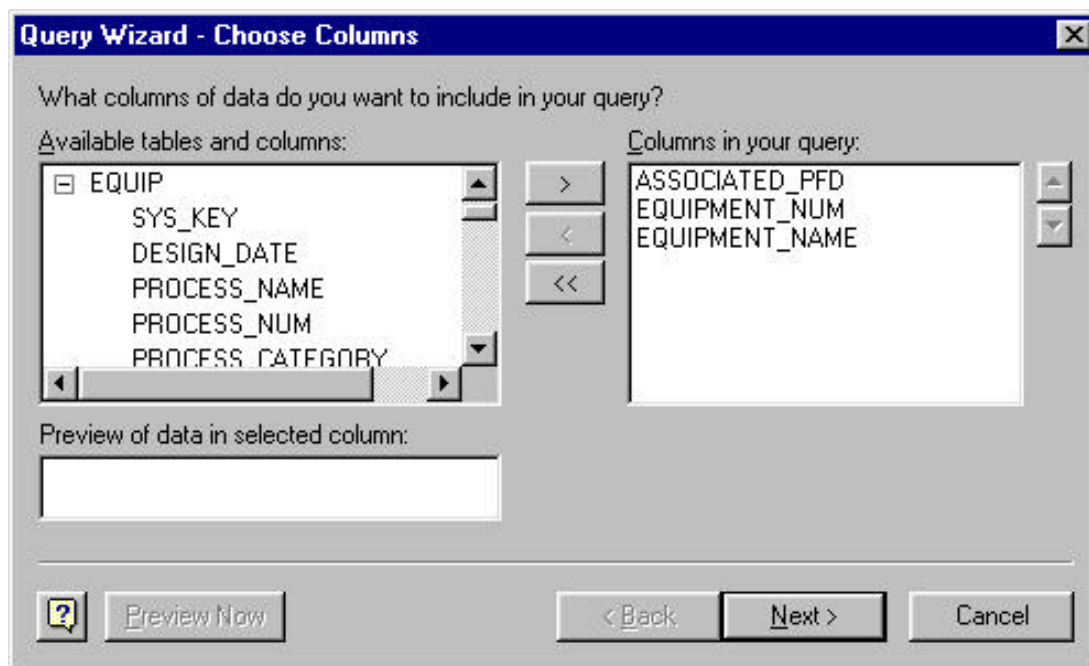 Query Wizard - Choose Columns
What columns of data do you want to include in your query?
Available tables and columns:
EQUIP
SYS_KEY
DESIGN_DATE
PROCESS_NAME
PROCESS_NUM
PROCESS_CATEGORY
>
<
<<
Columns in your query:
ASSOCIATED_PFD
EQUIPMENT_NUM
EQUIPMENT_NAME
Preview of data in selected column:
?
Preview Now
< Back
Next >
Cancel